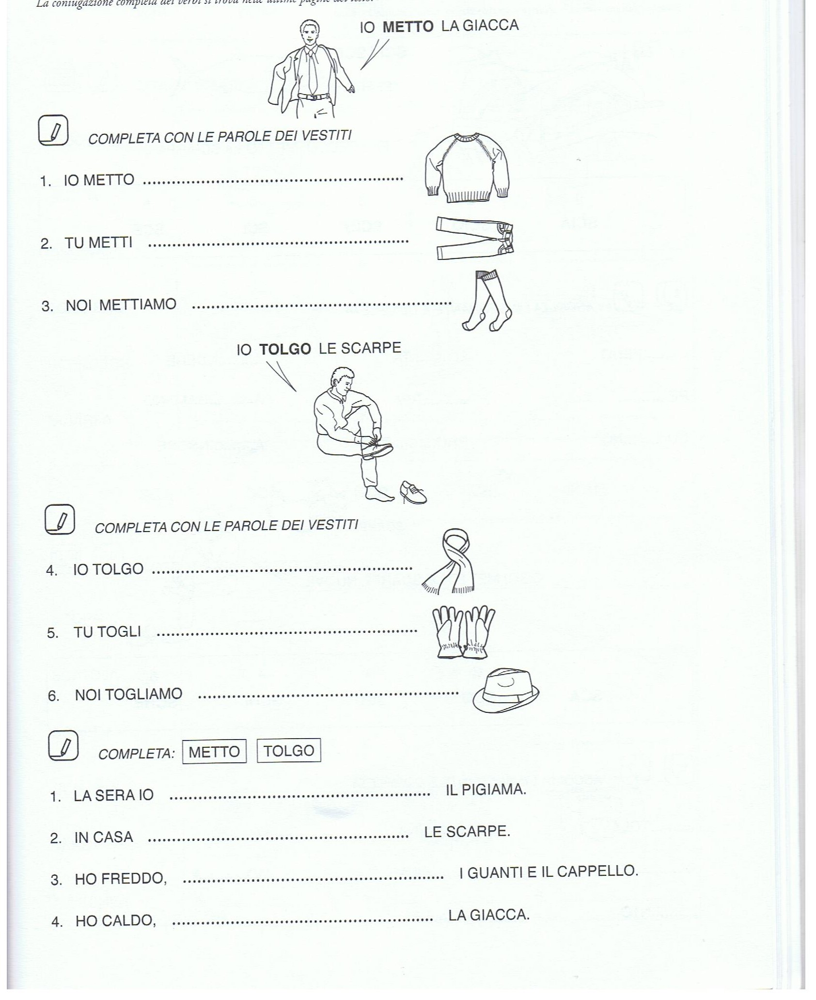 La coniugazione completa dei verbi si trova nelle ultime pagine del testo.
IO METTO LA GIACCA
COMPLETA CON LE PAROLE DEI VESTITI
1. IO METTO ......................................................
2. TU METTI ......................................................
3. NOI METTIAMO ......................................................
IO TOLGO LE SCARPE
COMPLETA CON LE PAROLE DEI VESTITI
4. IO TOLGO ......................................................
5. TU TOGLI ......................................................
6. NOI TOGLIAMO ......................................................
COMPLETA: METTO TOLGO
1. LA SERA IO ...................................................... IL PIGIAMA.
2. IN CASA ...................................................... LE SCARPE.
3. HO FREDDO, ...................................................... I GUANTI E IL CAPPELLO.
4. HO CALDO, ...................................................... LA GIACCA.